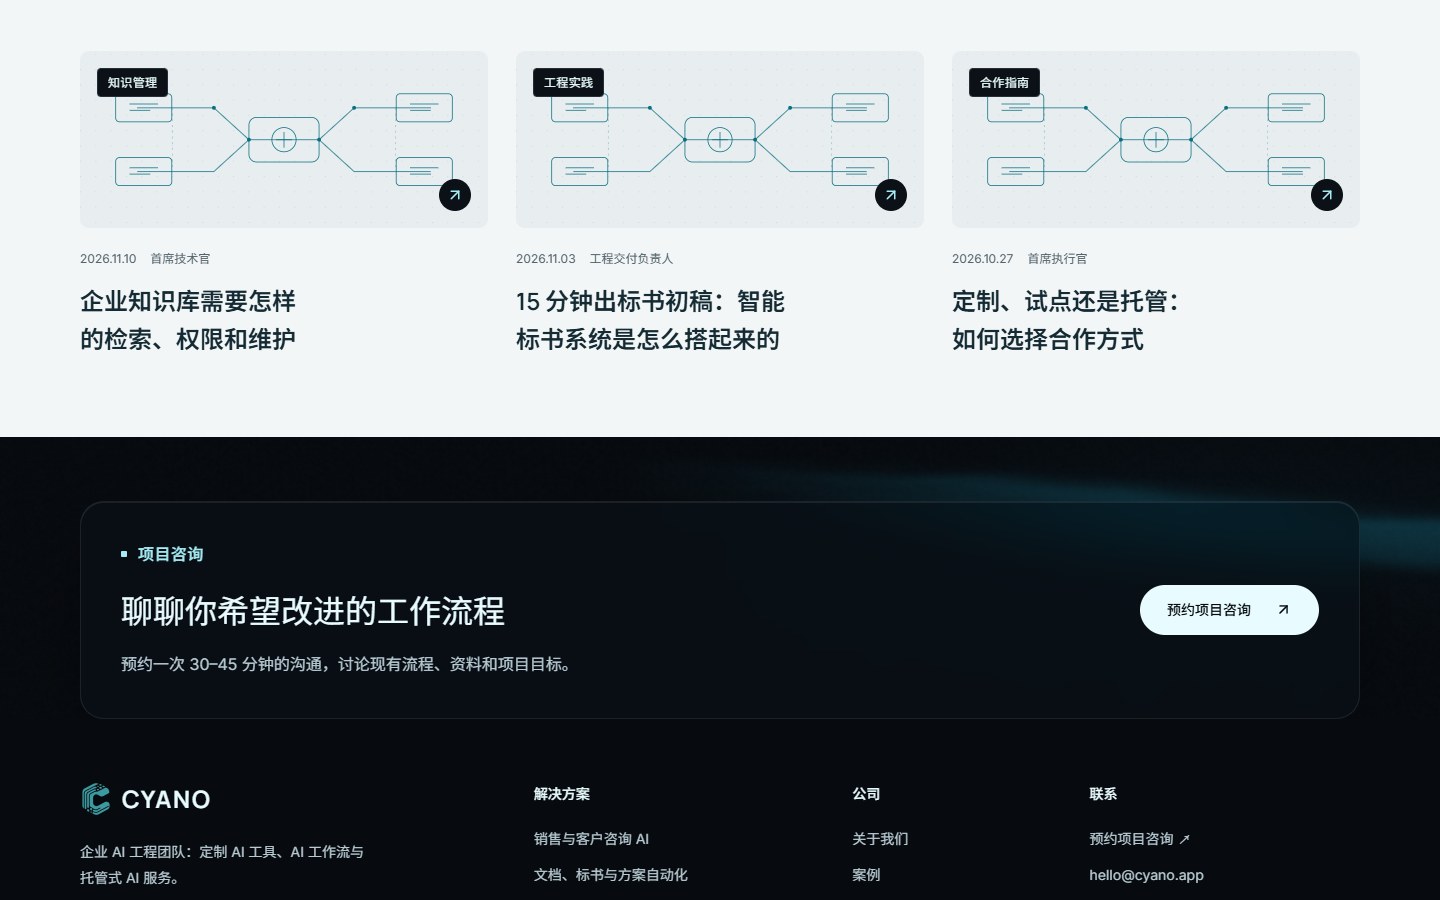 知识管理
工程实践
合作指南
2026.11.10 首席技术官
企业知识库需要怎样
的检索、权限和维护
2026.11.03 工程交付负责人
15 分钟出标书初稿：智能
标书系统是怎么搭起来的
2026.10.27 首席执行官
定制、试点还是托管：
如何选择合作方式
项目咨询
聊聊你希望改进的工作流程
预约一次 30–45 分钟的沟通，讨论现有流程、资料和项目目标。
预约项目咨询
CYANO
企业 AI 工程团队：定制 AI 工具、AI 工作流与
托管式 AI 服务。
解决方案
销售与客户咨询 AI
文档、标书与方案自动化
公司
关于我们
案例
联系
预约项目咨询 ↗
hello@cyano.app